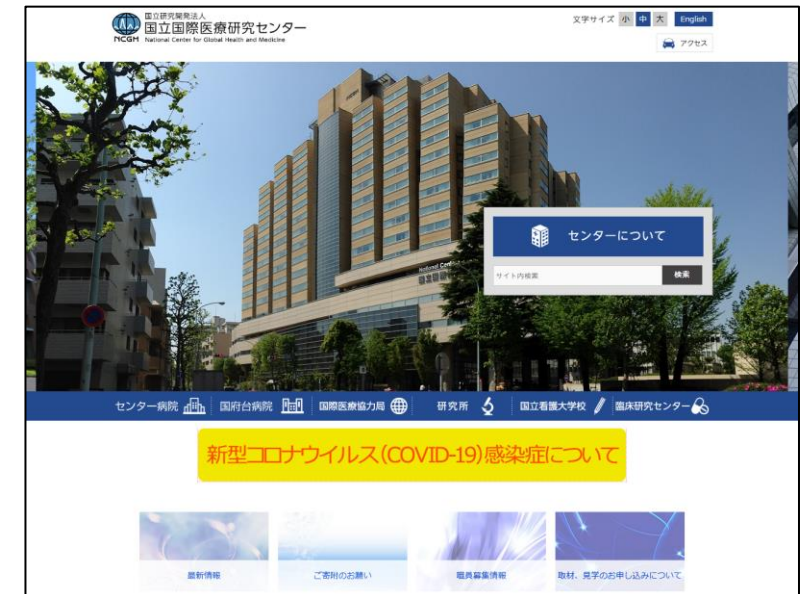 国立研究開発法人
国立国際医療研究センター
NCGM National Center for Global Health and Medicine
文字サイズ 小 中 大 English
アクセス
センターについて
サイト内検索 検索
センター病院 国府台病院 国際医療協力局 研究所 国立看護大学校 臨床研究センター
新型コロナウイルス(COVID-19)感染症について
最新情報 ご寄附のお願い 職員募集情報 取材、見学のお申し込みについて